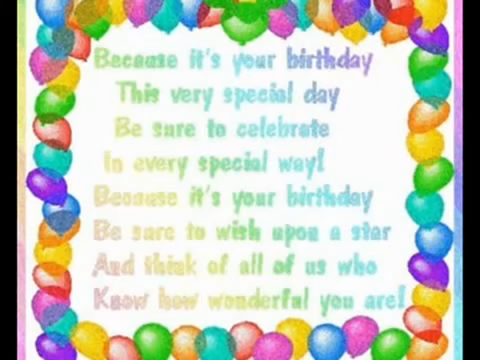 Because it's your birthday
This very special day
Be sure to celebrate
In every special way!
Because it's your birthday
Be sure to wish upon a star
And think of all of us who
Know how wonderful you are!